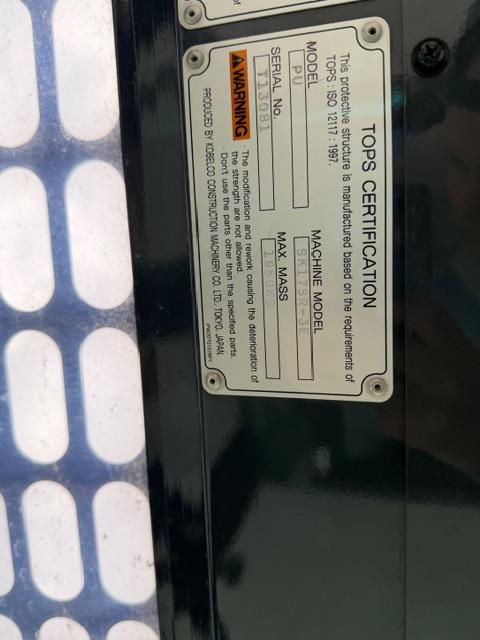 of
TOPS CERTIFICATION
This protective structure is manufactured based on the requirements of
TOPS : ISO 12117 : 1997.
MODEL MACHINE MODEL
PU SK17SR-3E
SERIAL No. MAX. MASS
T13081 1950KG
WARNING · The modification and rework causing the deterioration of
the strength are not allowed.
· Don't use the parts other than the specified parts.
PRODUCED BY KOBELCO CONSTRUCTION MACHINERY CO. LTD., TOKYO, JAPAN.